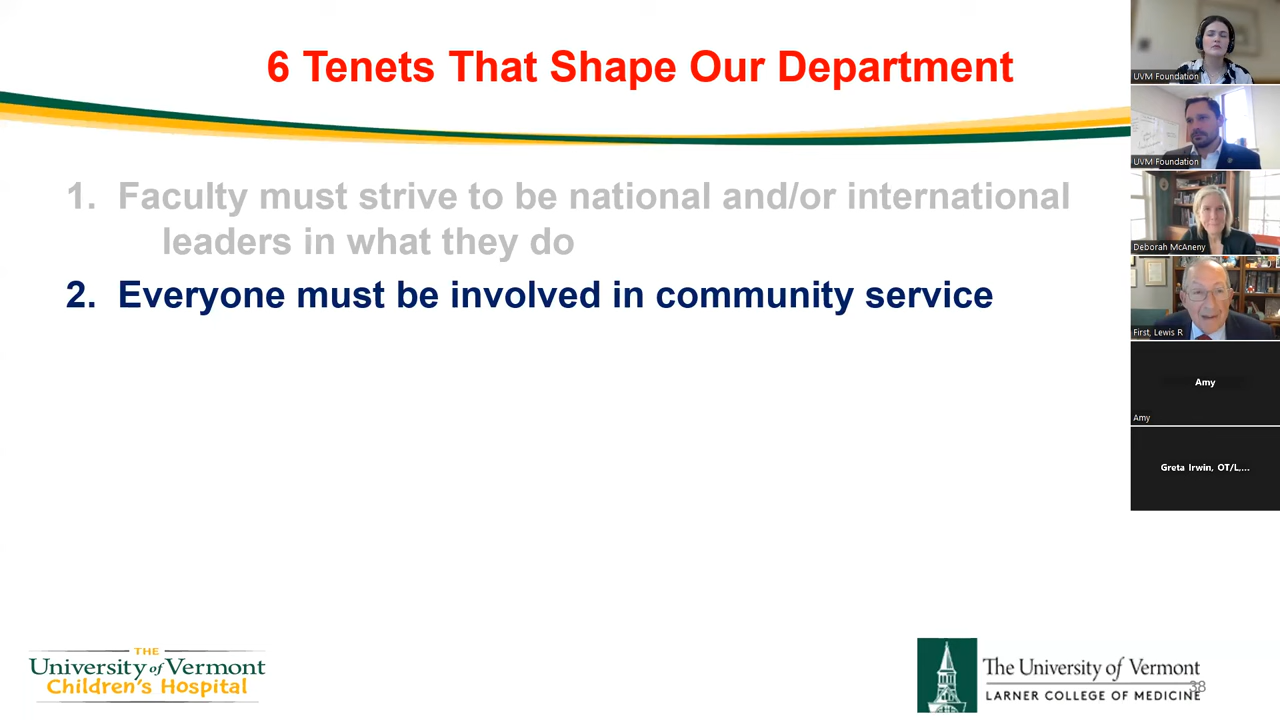 6 Tenets That Shape Our Department
1. Faculty must strive to be national and/or international
leaders in what they do
2. Everyone must be involved in community service
THE
University of Vermont
Children's Hospital
The University of Vermont
LARNER COLLEGE OF MEDICINE
38
UVM Foundation
UVM Foundation
Deborah McAneny
First, Lewis R
Amy
Amy
Greta Irwin, OT/L,...